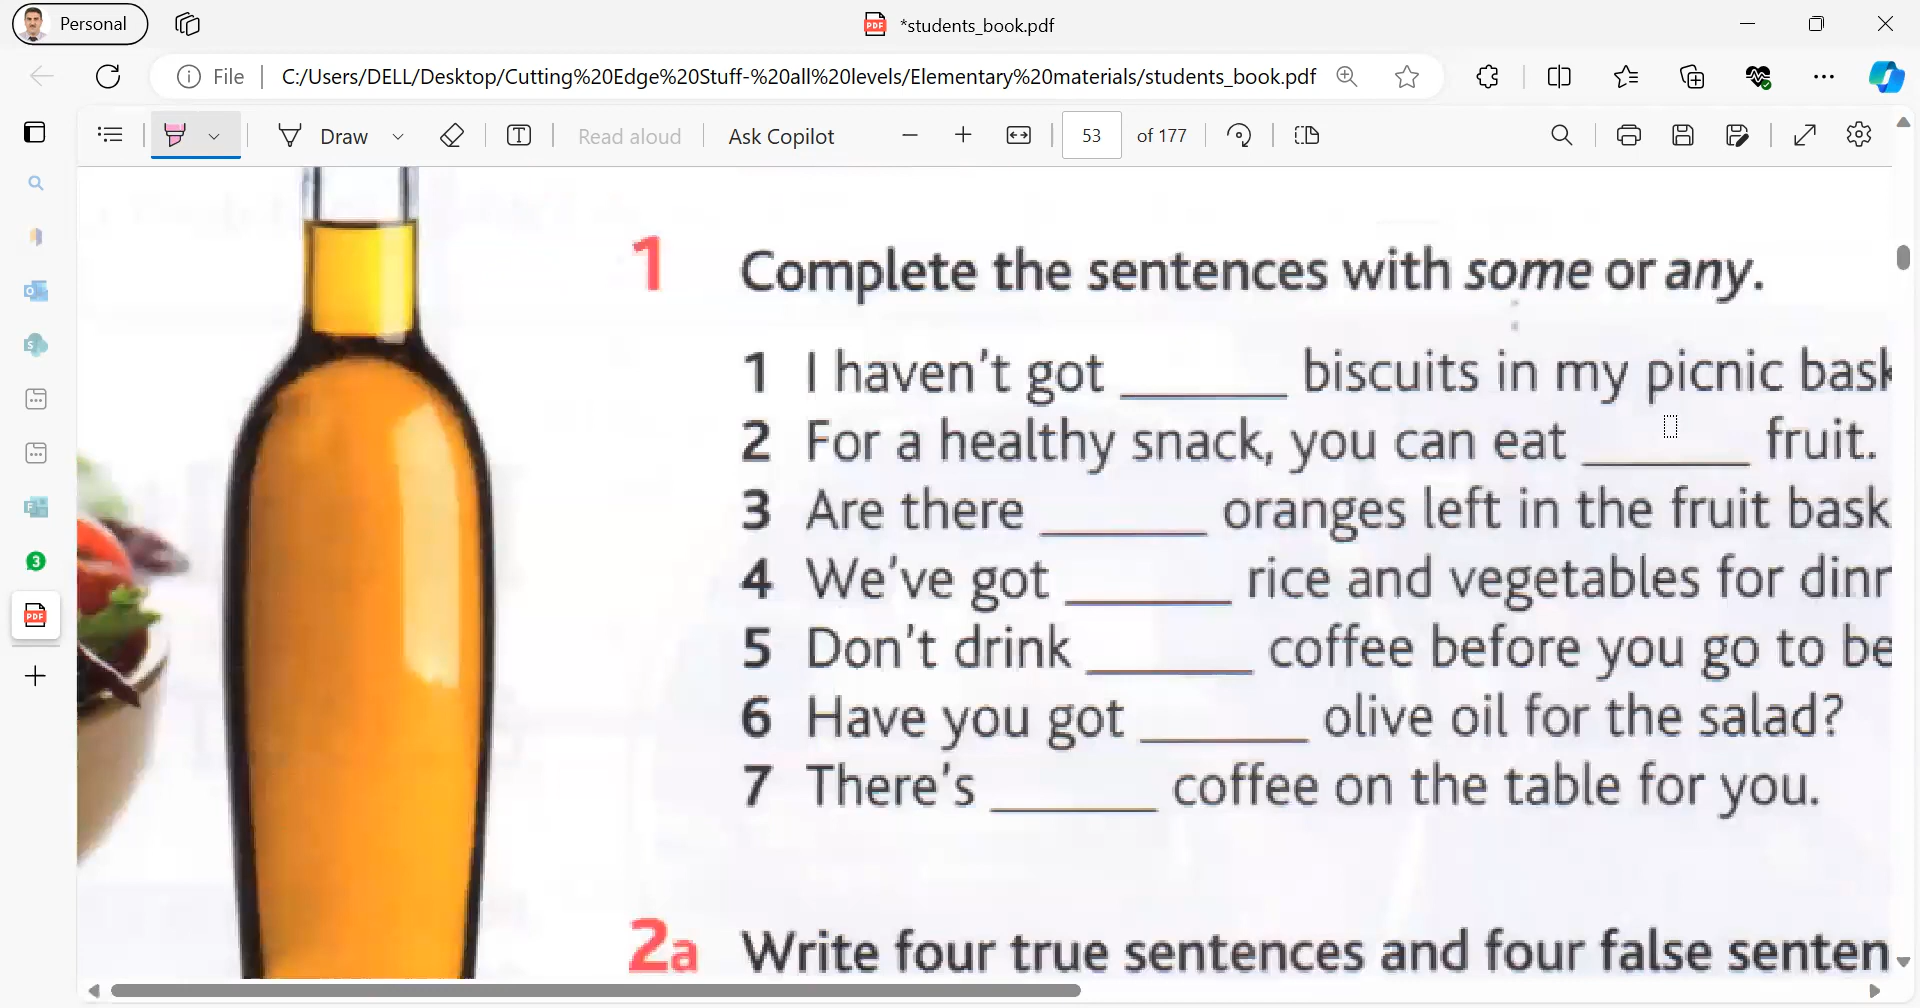 Personal
*students_book.pdf
File
C:/Users/DELL/Desktop/Cutting%20Edge%20Stuff-%20all%20levels/Elementary%20materials/students_book.pdf
Draw
Read aloud
Ask Copilot
53 of 177
1 Complete the sentences with some or any.
1 I haven't got ______ biscuits in my picnic bask
2 For a healthy snack, you can eat ______ fruit.
3 Are there ______ oranges left in the fruit bask
4 We've got ______ rice and vegetables for dinr
5 Don't drink ______ coffee before you go to be
6 Have you got ______ olive oil for the salad?
7 There's ______ coffee on the table for you.
2a Write four true sentences and four false senten